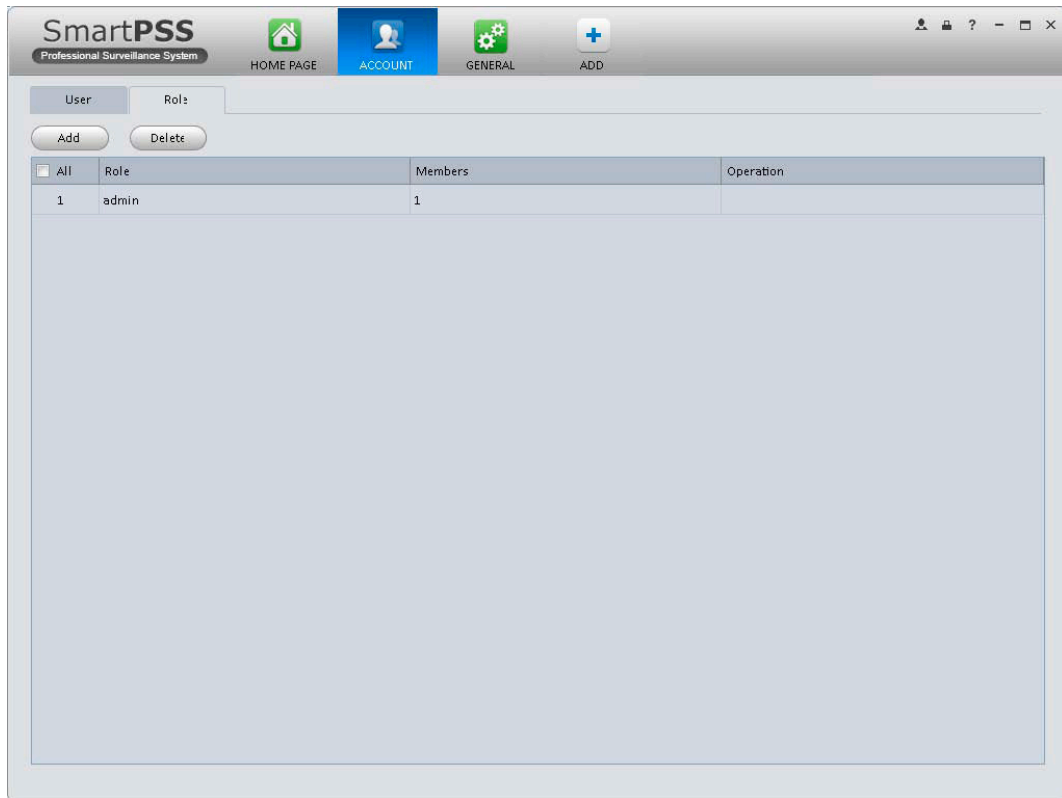 SmartPSS
Professional Surveillance System
HOME PAGE
ACCOUNT
GENERAL
ADD
?
User
Role
Add
Delete
All Role Members Operation
1 admin 1